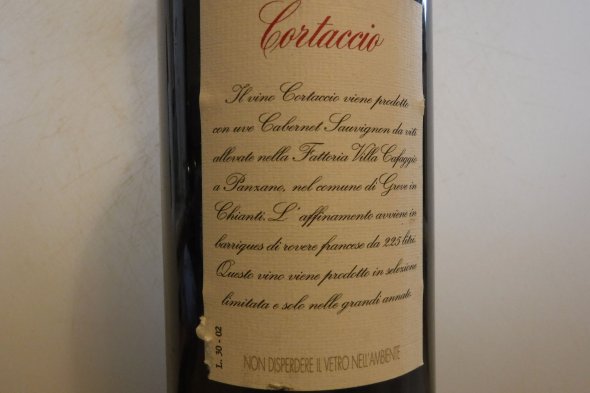 Cortaccio
Il vino Cortaccio viene prodotto
con uve Cabernet Sauvignon da viti
allevate nella Fattoria Villa Cafaggio
a Panzano, nel comune di Greve in
Chianti. L' affinamento avviene in
barriques di rovere francese da 225 litri.
Questo vino viene prodotto in selezione
limitata e solo nelle grandi annate.
L. 30 - 02
NON DISPERDERE IL VETRO NELL'AMBIENTE